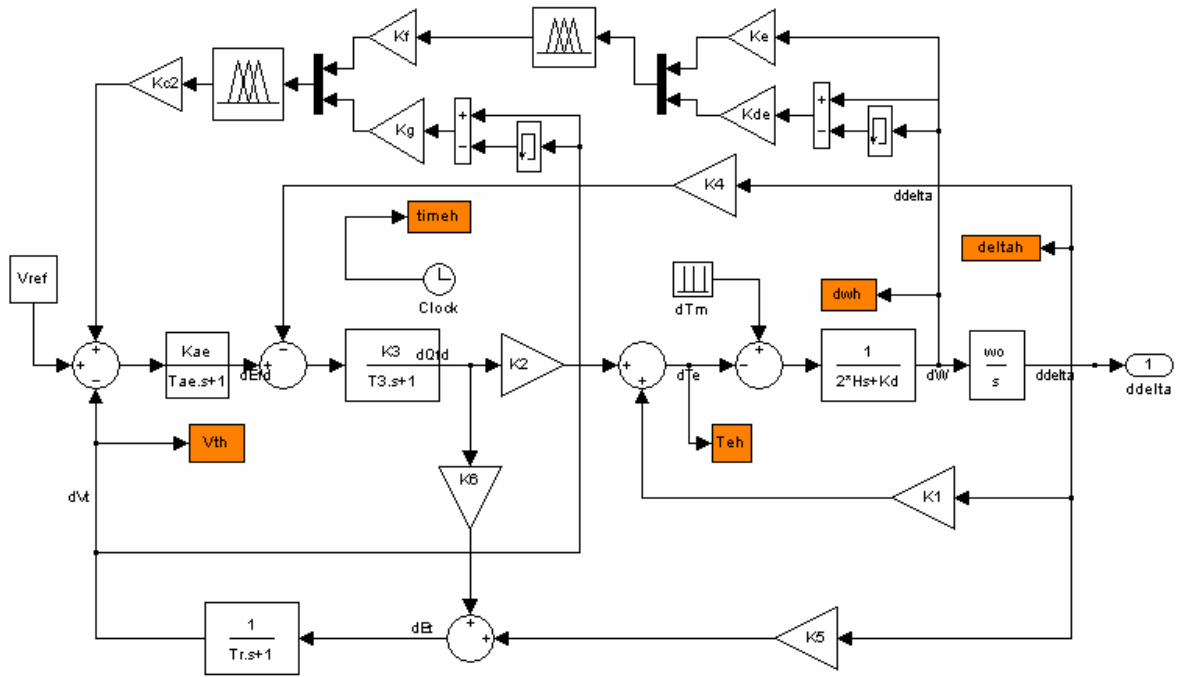 Kf
Ke
Kc2
Kg
+
−
Kde
+
−
K4
ddelta
timeh
deltah
Vref
Clock
dTm
dwh
+
−
Kae
Tae.s+1
dEfd
−
+
K3
T3.s+1
dQfd
K2
+
+
dTe
+
−
1
2*Hs+Kd
dW
wo
s
ddelta
1
ddelta
Vth
Teh
K6
K1
dVt
1
Tr.s+1
dEt
+
+
K5